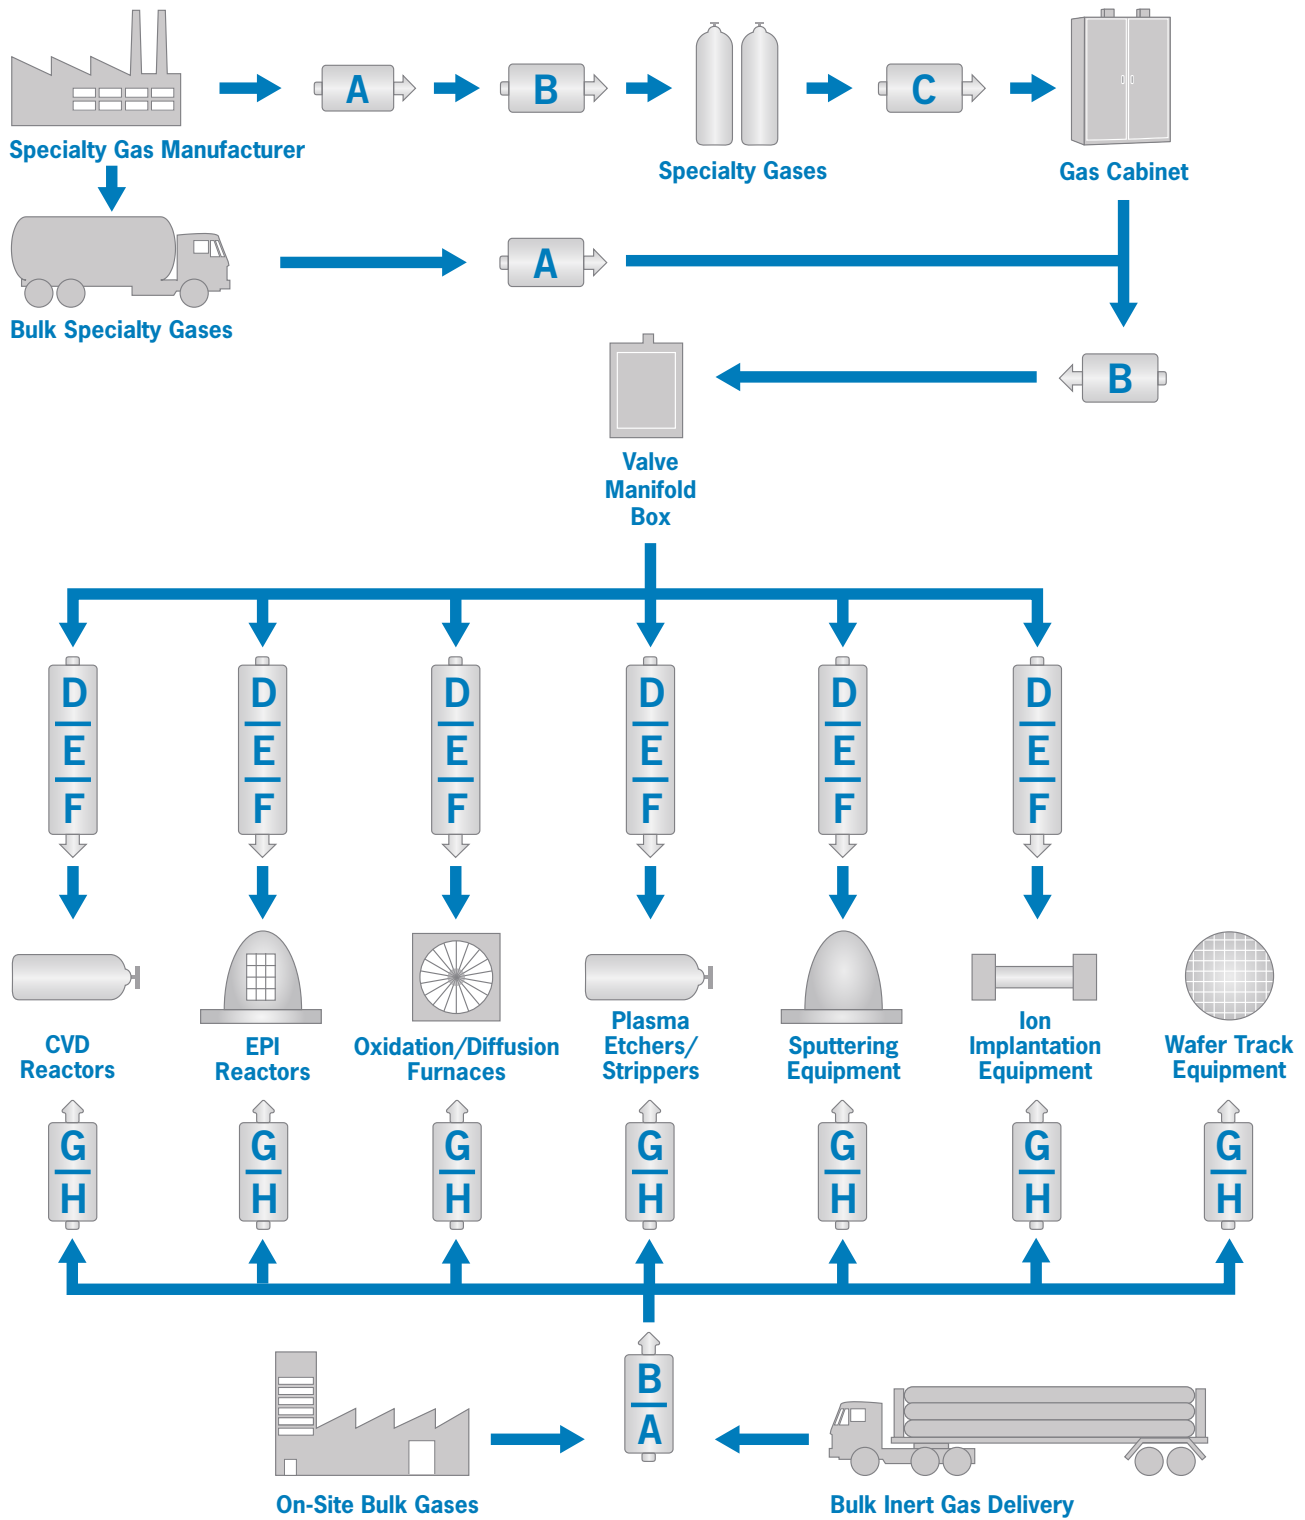 A
B
C
Specialty Gas Manufacturer
Specialty Gases
Gas Cabinet
A
Bulk Specialty Gases
B
Valve
Manifold
Box
D D D D D D
E E E E E E
F F F F F F
CVD
Reactors
EPI
Reactors
Oxidation/Diffusion
Furnaces
Plasma
Etchers/
Strippers
Sputtering
Equipment
Ion
Implantation
Equipment
Wafer Track
Equipment
G G G G G G G
H H H H H H H
B
A
On-Site Bulk Gases
Bulk Inert Gas Delivery